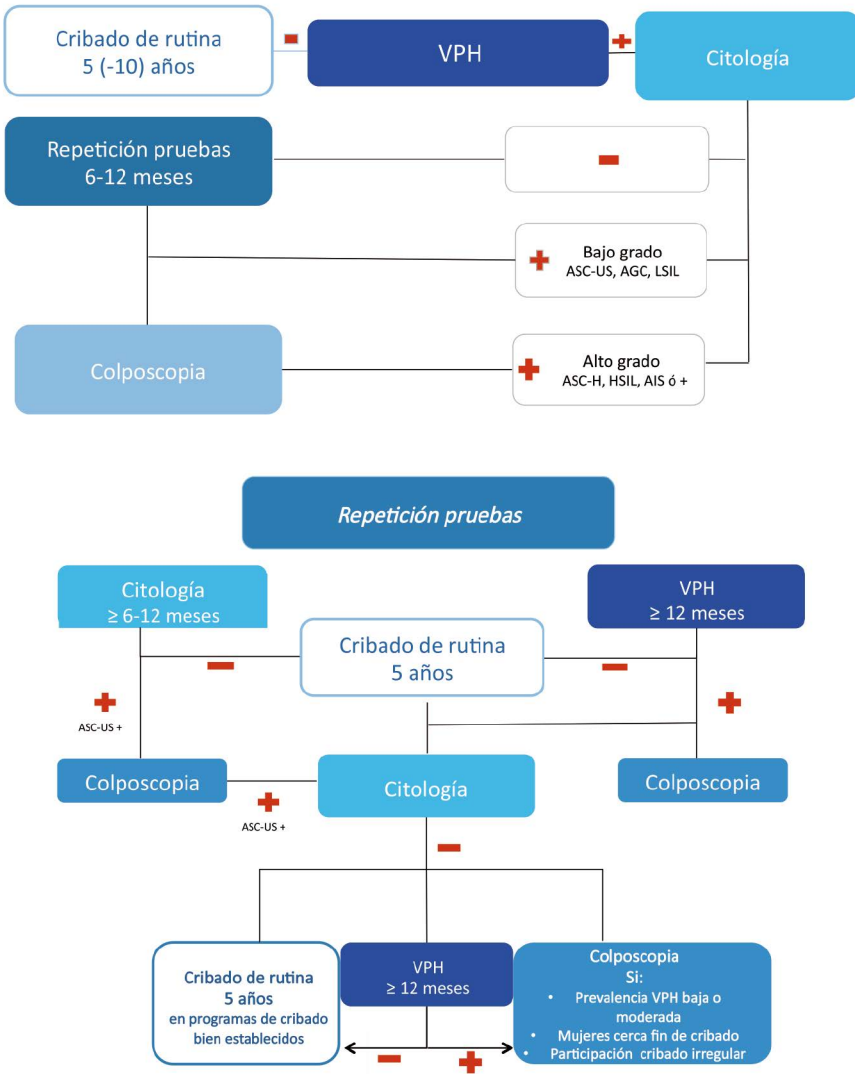 Cribado de rutina
5 (-10) años
VPH
Citología
Repetición pruebas
6-12 meses
Bajo grado
ASC-US, AGC, LSIL
Colposcopia
Alto grado
ASC-H, HSIL, AIS ó +
Repetición pruebas
Citología
≥ 6-12 meses
VPH
≥ 12 meses
Cribado de rutina
5 años
ASC-US +
Colposcopia
Citología
Colposcopia
ASC-US +
Cribado de rutina
5 años
en programas de cribado
bien establecidos
VPH
≥ 12 meses
Colposcopia
Si:
• Prevalencia VPH baja o
moderada
• Mujeres cerca fin de cribado
• Participación cribado irregular